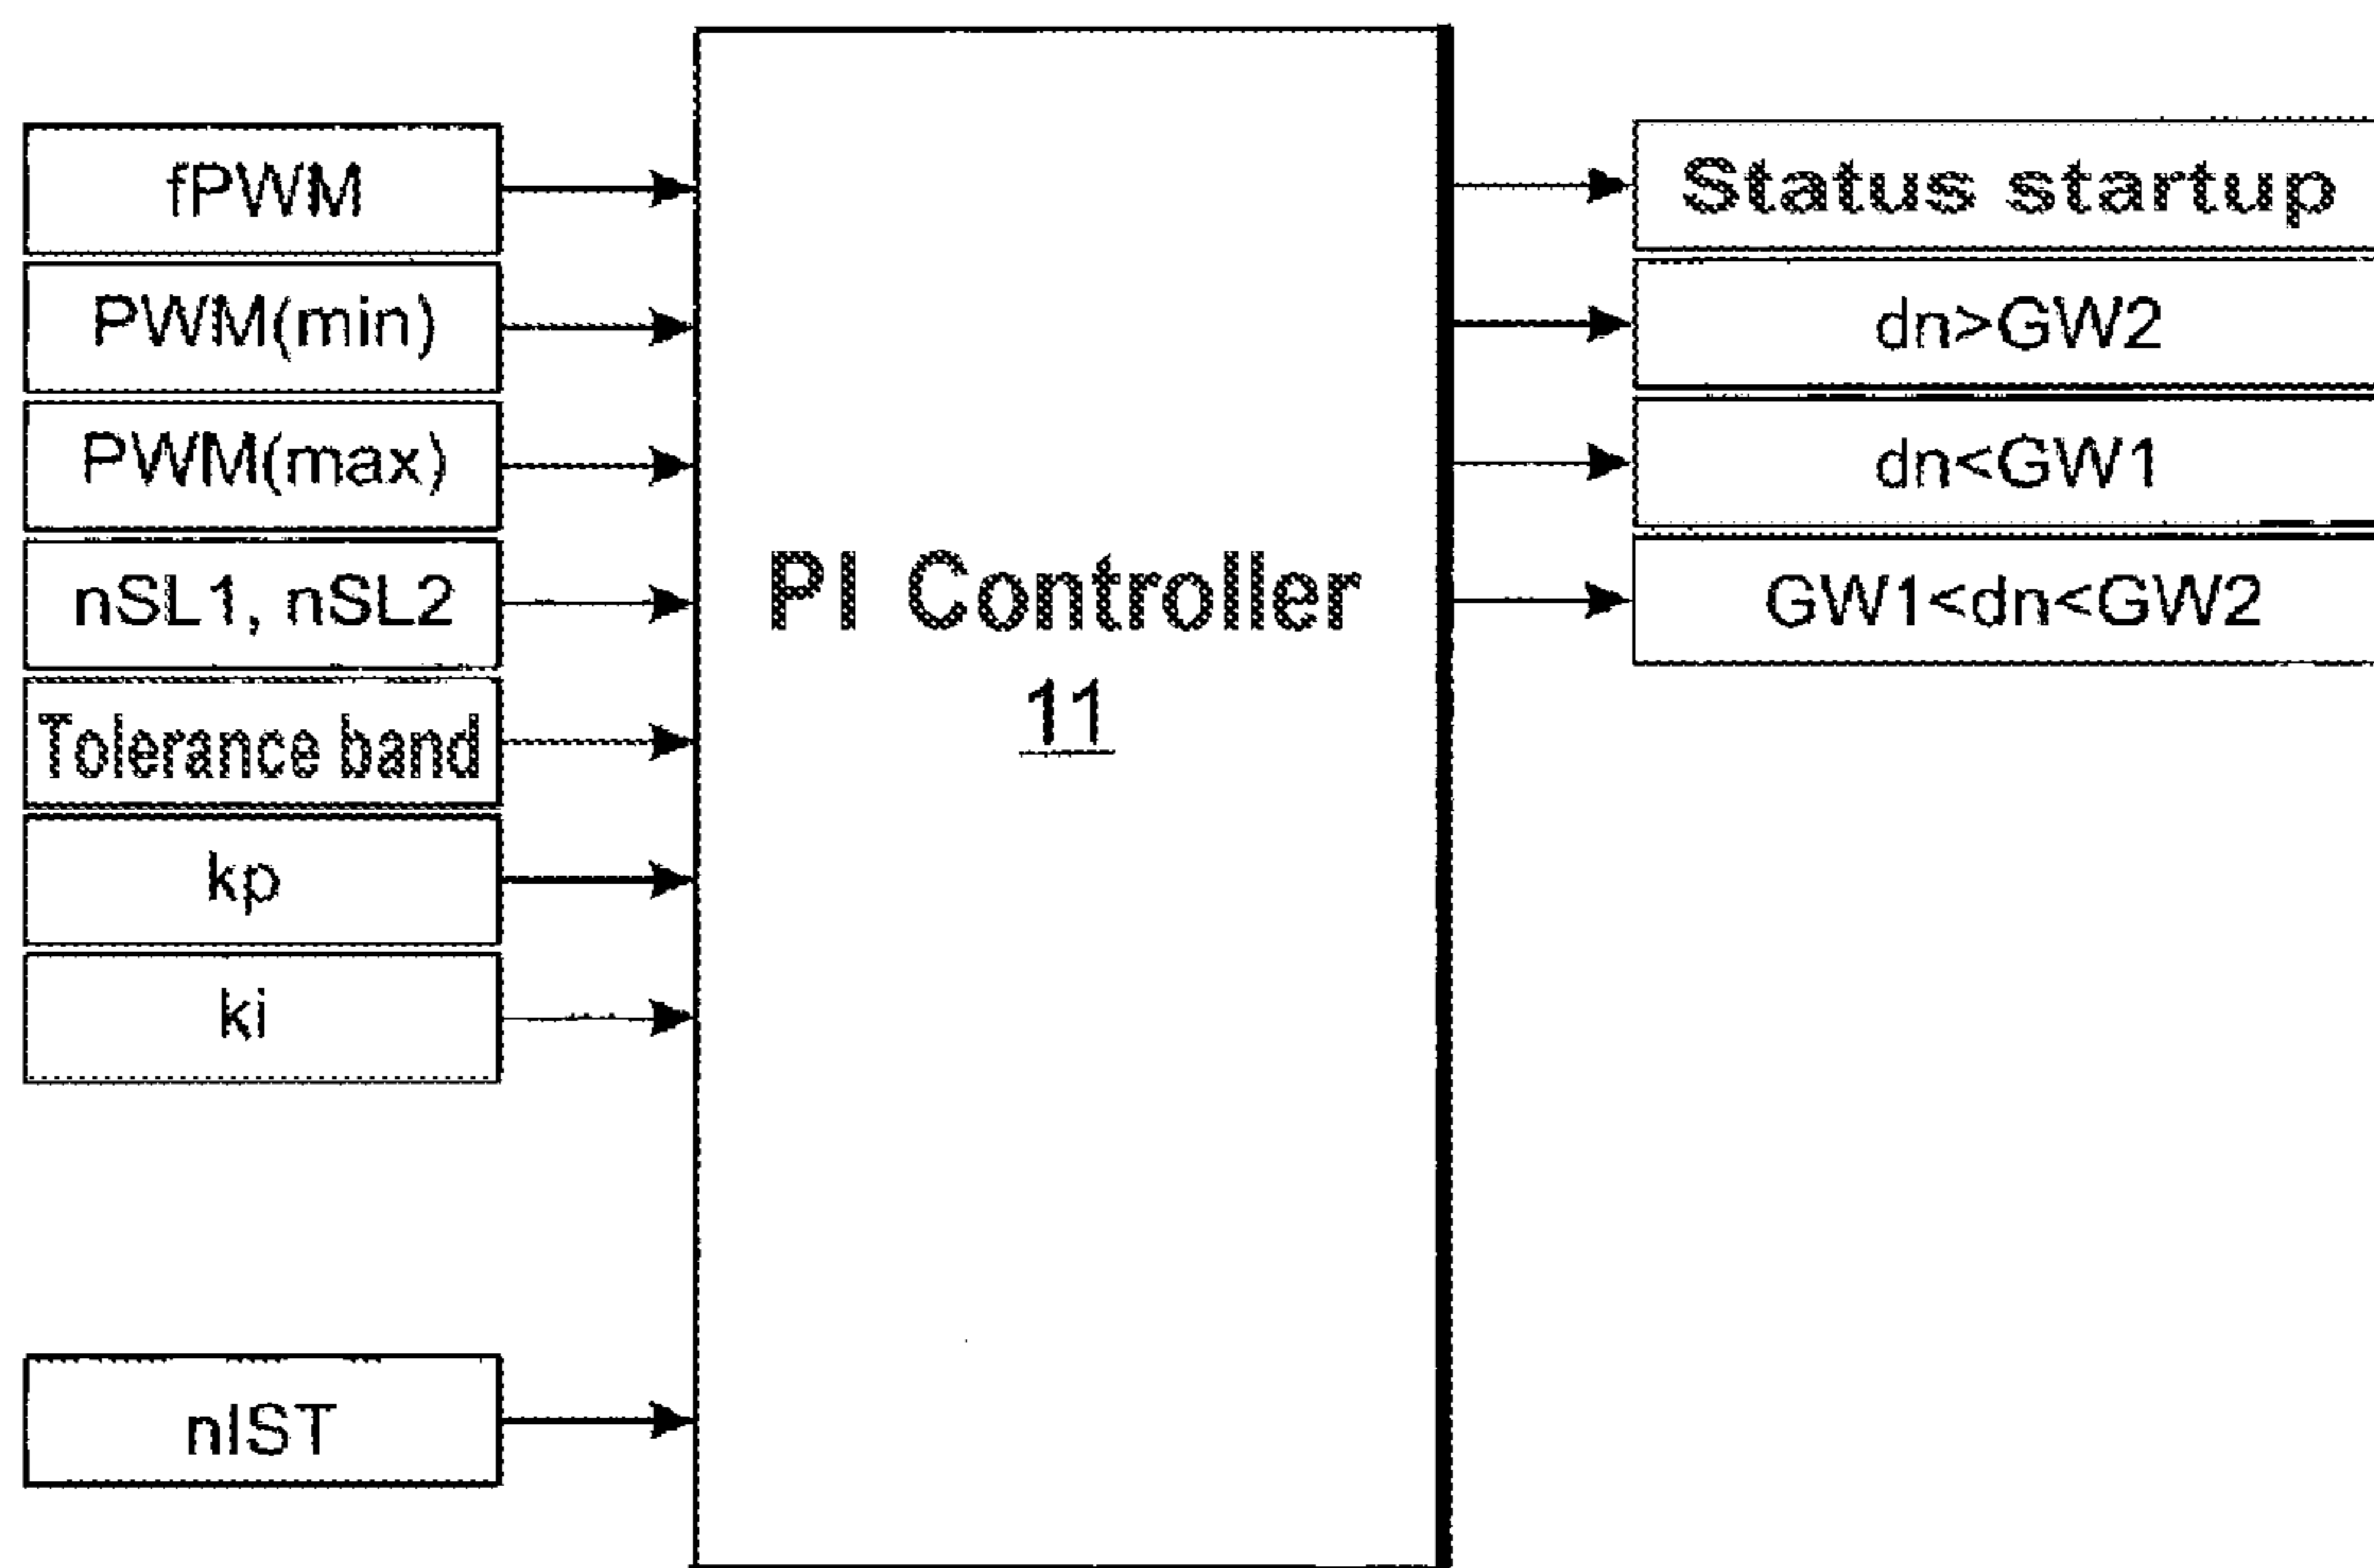 fPWM
PWM(min)
PWM(max)
nSL1, nSL2
Tolerance band
kp
ki
nIST
PI Controller
11
Status startup
dn>GW2
dn<GW1
GW1<dn<GW2